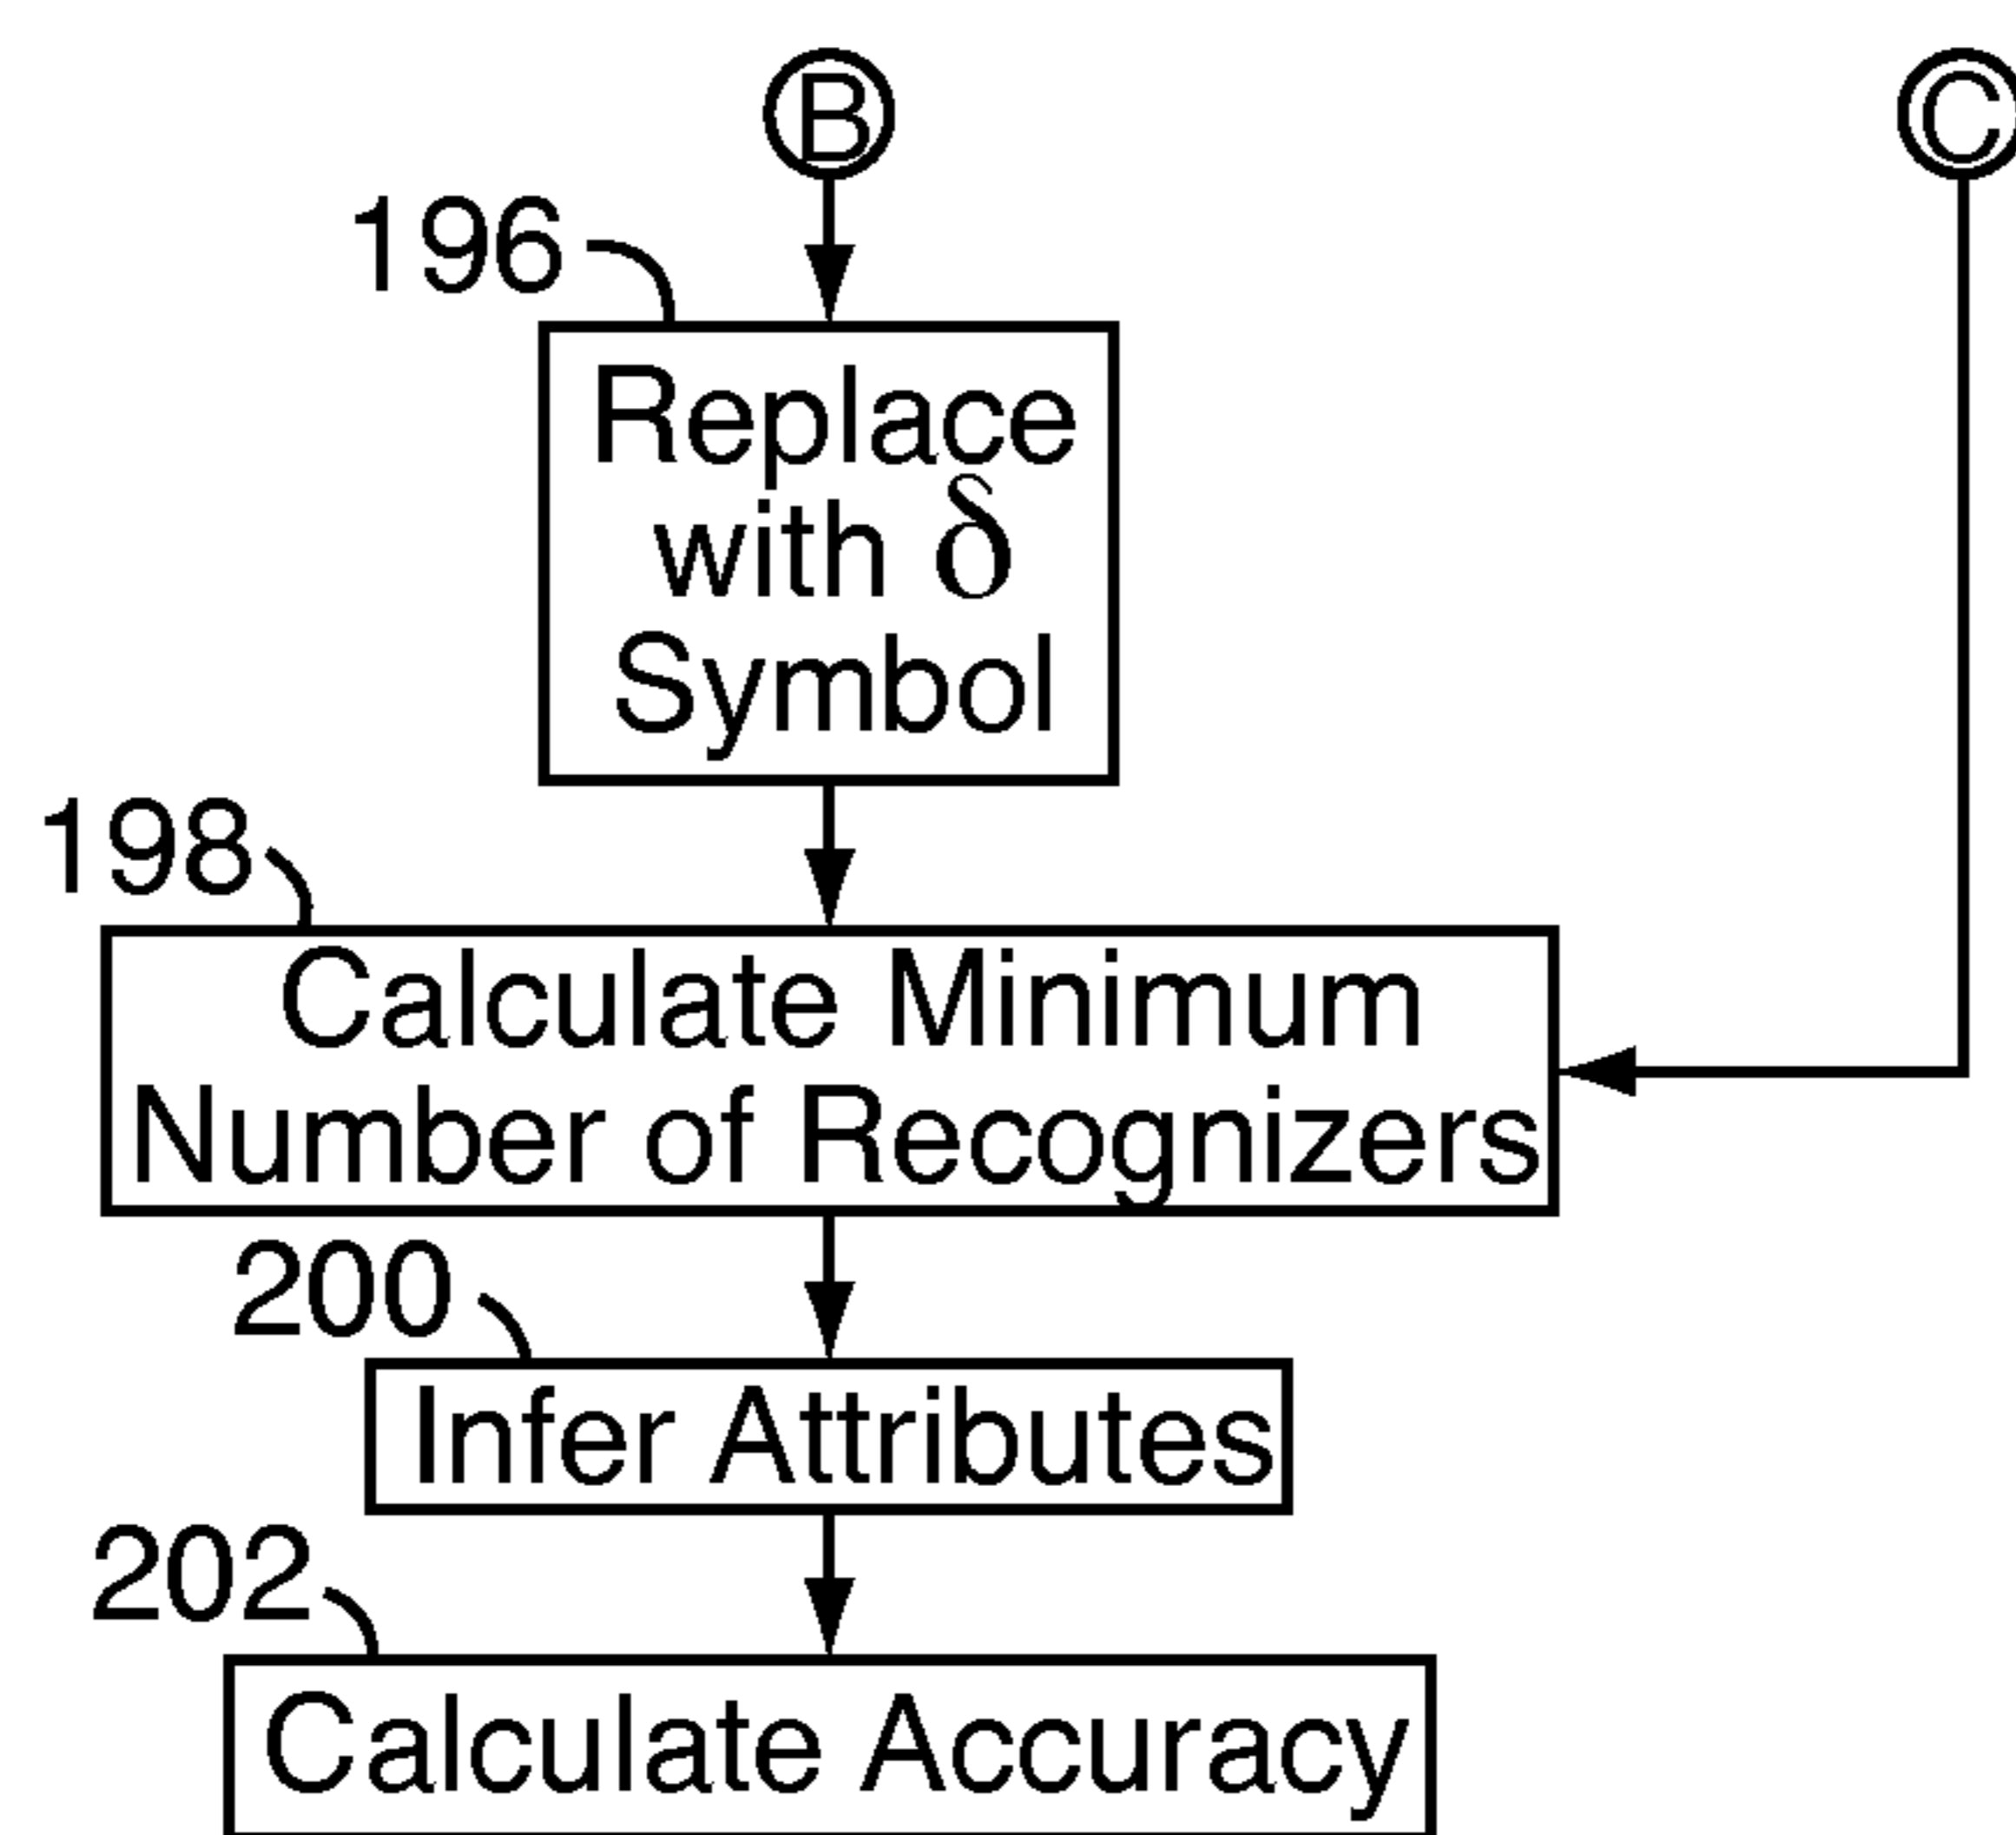 B
C
196
Replace
with δ
Symbol
198
Calculate Minimum
Number of Recognizers
200
Infer Attributes
202
Calculate Accuracy